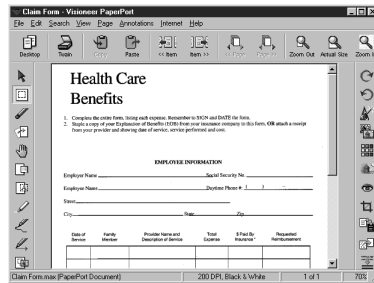 Claim Form - Visioneer PaperPort
File Edit Search View Page Annotations Internet Help
Desktop Twain Copy Paste << Item Item >> << Page Page >> Zoom Out Actual Size Zoom I
Health Care
Benefits
1. Complete the entire form, listing each expense. Remember to SIGN and DATE the form.
2. Staple a copy of your Explanation of Benefits (EOB) from your insurance company to this form, OR attach a receipt
from your provider and showing date of service, service performed and cost.
EMPLOYEE INFORMATION
Employer Name Social Security No.
Employee Name Daytime Phone # ( ) -
Street
City State Zip
Date of Service Family Member Provider Name and Description of Service Total Expense $ Paid By Insurance * Requested Reimbursement
Claim Form.max (PaperPort Document) 200 DPI, Black & White 1 of 1 70%